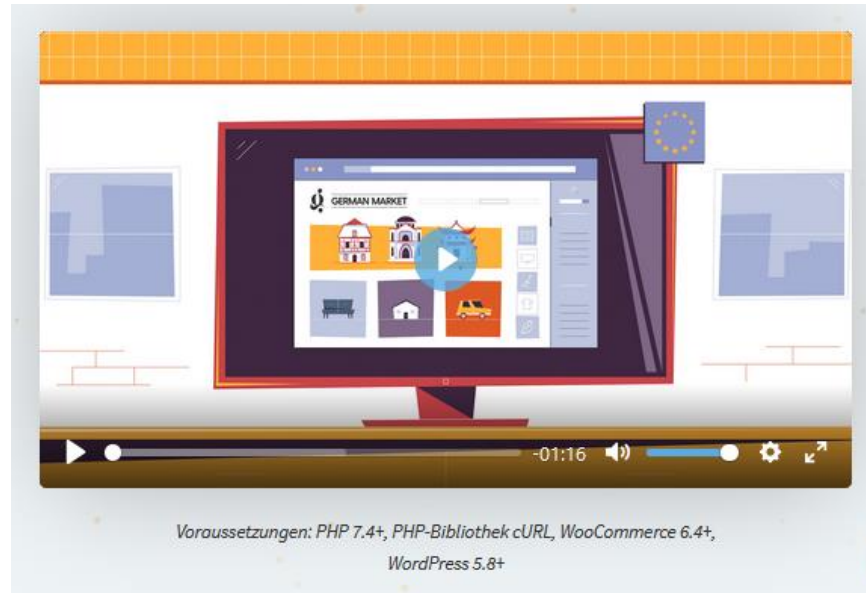 GERMAN MARKET
-01:16
Voraussetzungen: PHP 7.4+, PHP-Bibliothek cURL, WooCommerce 6.4+,
WordPress 5.8+